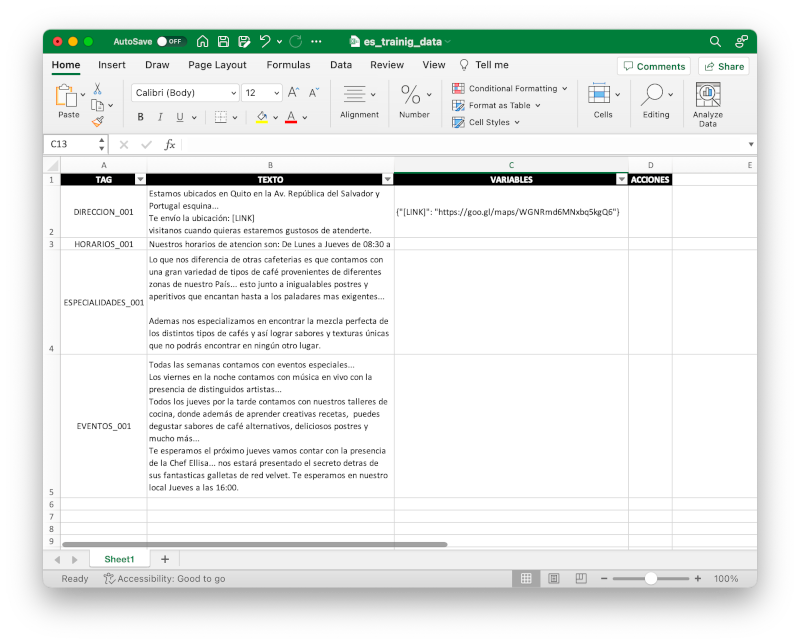 AutoSave OFF es_trainig_data
Home Insert Draw Page Layout Formulas Data Review View Tell me Comments Share
Paste Calibri (Body) 12 A A Alignment Number Conditional Formatting Cells Editing Analyze Data
B I U A % Format as Table
Cell Styles
C13 fx
A B C D E
1 TAG TEXTO VARIABLES ACCIONES
Estamos ubicados en Quito en la Av. República del Salvador y
Portugal esquina...
DIRECCION_001 {"[LINK]": "https://goo.gl/maps/WGNRmd6MNxbq5kgQ6"}
Te envío la ubicación: [LINK]
2 visitanos cuando quieras estaremos gustosos de atenderte.
3 HORARIOS_001 Nuestros horarios de atencion son: De Lunes a Jueves de 08:30 a
Lo que nos diferencia de otras cafeterias es que contamos con
una gran variedad de tipos de café provenientes de diferentes
zonas de nuestro País... esto junto a inigualables postres y
aperitivos que encantan hasta a los paladares mas exigentes...
ESPECIALIDADES_001
Ademas nos especializamos en encontrar la mezcla perfecta de
los distintos tipos de cafés y así lograr sabores y texturas únicas
4 que no podrás encontrar en ningún otro lugar.
Todas las semanas contamos con eventos especiales...
Los viernes en la noche contamos con música en vivo con la
presencia de distinguidos artistas...
Todos los jueves por la tarde contamos con nuestros talleres de
cocina, donde además de aprender creativas recetas, puedes
EVENTOS_001 degustar sabores de café alternativos, deliciosos postres y
mucho más...
Te esperamos el próximo jueves vamos contar con la presencia
de la Chef Ellisa... nos estará presentado el secreto detras de
sus fantasticas galletas de red velvet. Te esperamos en nuestro
5 local Jueves a las 16:00.
6
7
8
9
Sheet1 +
Ready Accessibility: Good to go 100%